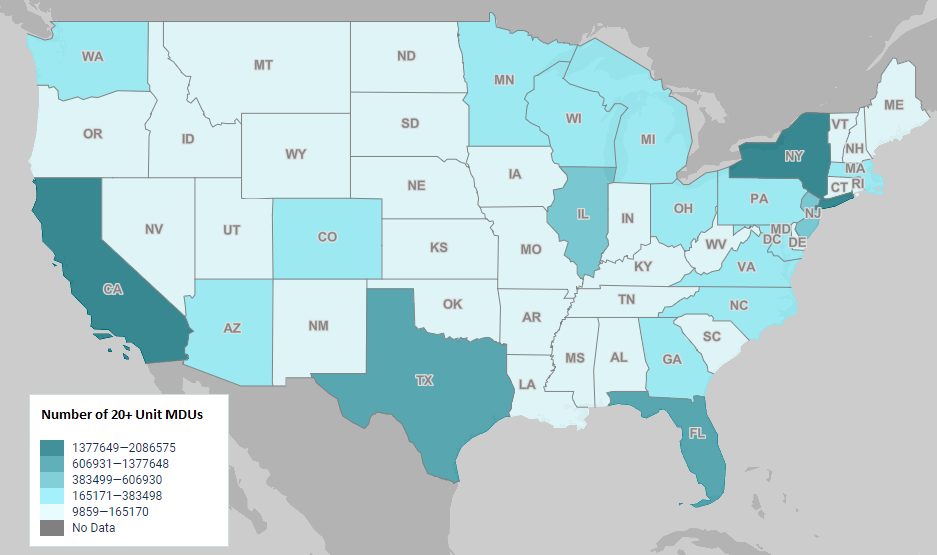 WA
MT
ND
MN
OR
ID
WY
SD
WI
MI
ME
VT
NH
NY
MA
CT
RI
NV
UT
CO
NE
IA
IL
IN
OH
PA
NJ
MD
DC
DE
CA
KS
MO
KY
WV
VA
AZ
NM
OK
AR
TN
NC
SC
TX
LA
MS
AL
GA
FL
Number of 20+ Unit MDUs
1377649—2086575
606931—1377648
383499—606930
165171—383498
9859—165170
No Data